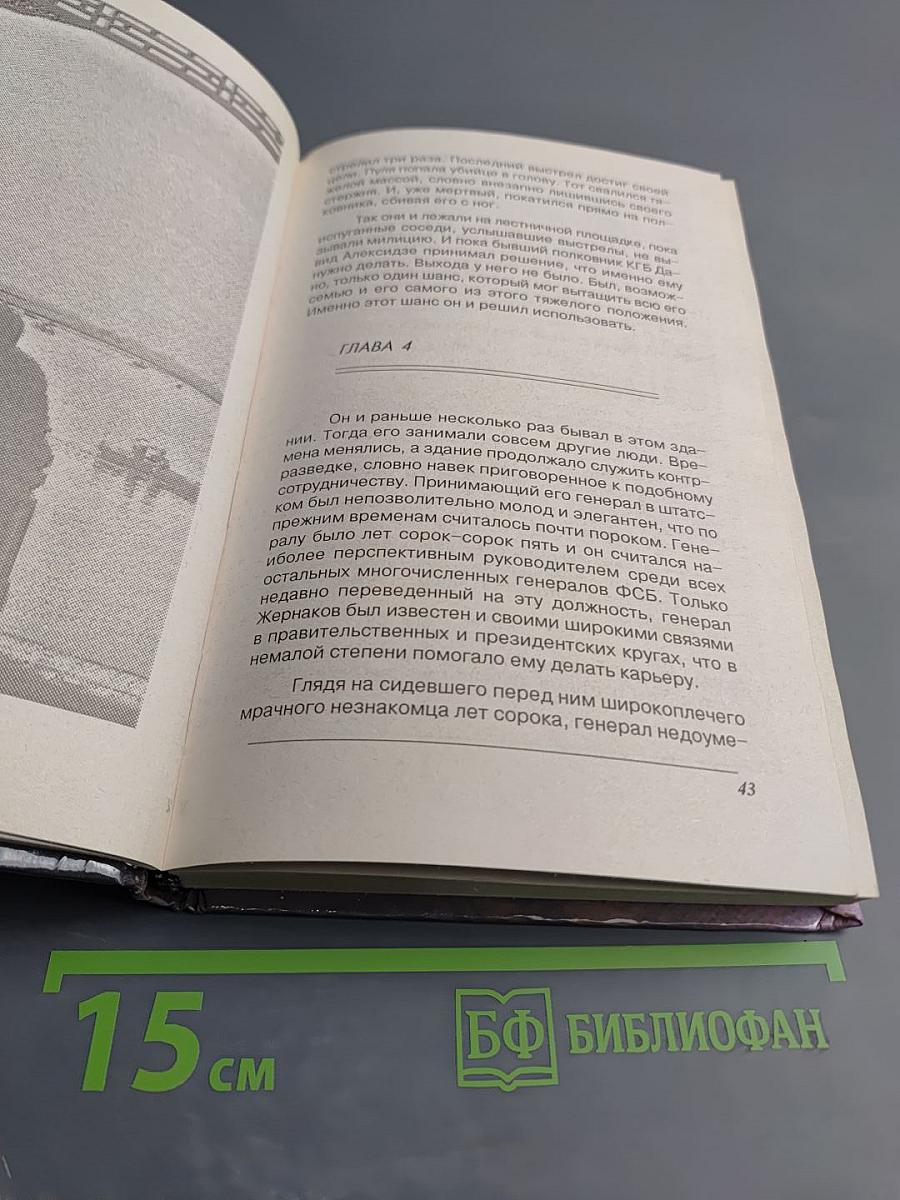 стрелил три раза. Последний выстрел достиг своей
цели. Пуля попала убийце в голову. Тот свалился тя-
желой массой, словно внезапно лишившись своего
стержня. И, уже мертвый, покатился прямо на пол-
ковника, сбивая его с ног.
Так они и лежали на лестничной площадке, пока
испуганные соседи, услышавшие выстрелы, не вы-
зывали милицию. И пока бывший полковник КГБ Да-
вид Алексидзе принимал решение, что именно ему
нужно делать. Выхода у него не было. Был, возмож-
но, только один шанс, который мог вытащить всю его
семью и его самого из этого тяжелого положения.
Именно этот шанс он и решил использовать.
ГЛАВА 4
Он и раньше несколько раз бывал в этом зда-
нии. Тогда его занимали совсем другие люди. Вре-
мена менялись, а здание продолжало служить контр-
разведке, словно навек приговоренное к подобному
сотрудничеству. Принимающий его генерал в штатс-
ком был непозволительно молод и элегантен, что по
прежним временам считалось почти пороком. Гене-
ралу было лет сорок-сорок пять и он считался на-
иболее перспективным руководителем среди всех
остальных многочисленных генералов ФСБ. Только
недавно переведенный на эту должность, генерал
Жернаков был известен и своими широкими связями
в правительственных и президентских кругах, что в
немалой степени помогало ему делать карьеру.
Глядя на сидевшего перед ним широкоплечего
мрачного незнакомца лет сорока, генерал недоуме-
43
15 см
БФ БИБЛИОФАН